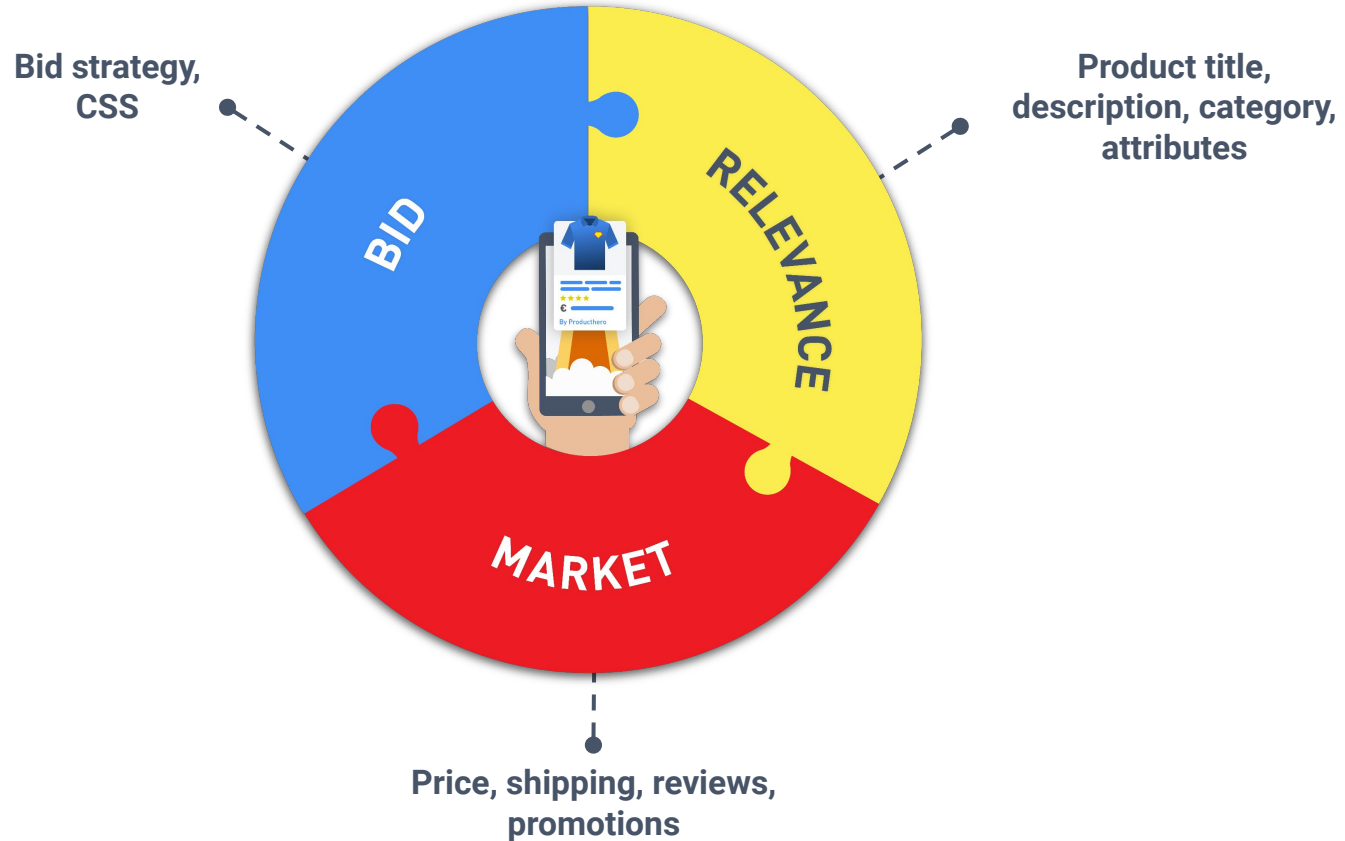 Bid strategy,
CSS
Product title,
description, category,
attributes
BID
RELEVANCE
€
By Producthero
MARKET
Price, shipping, reviews,
promotions